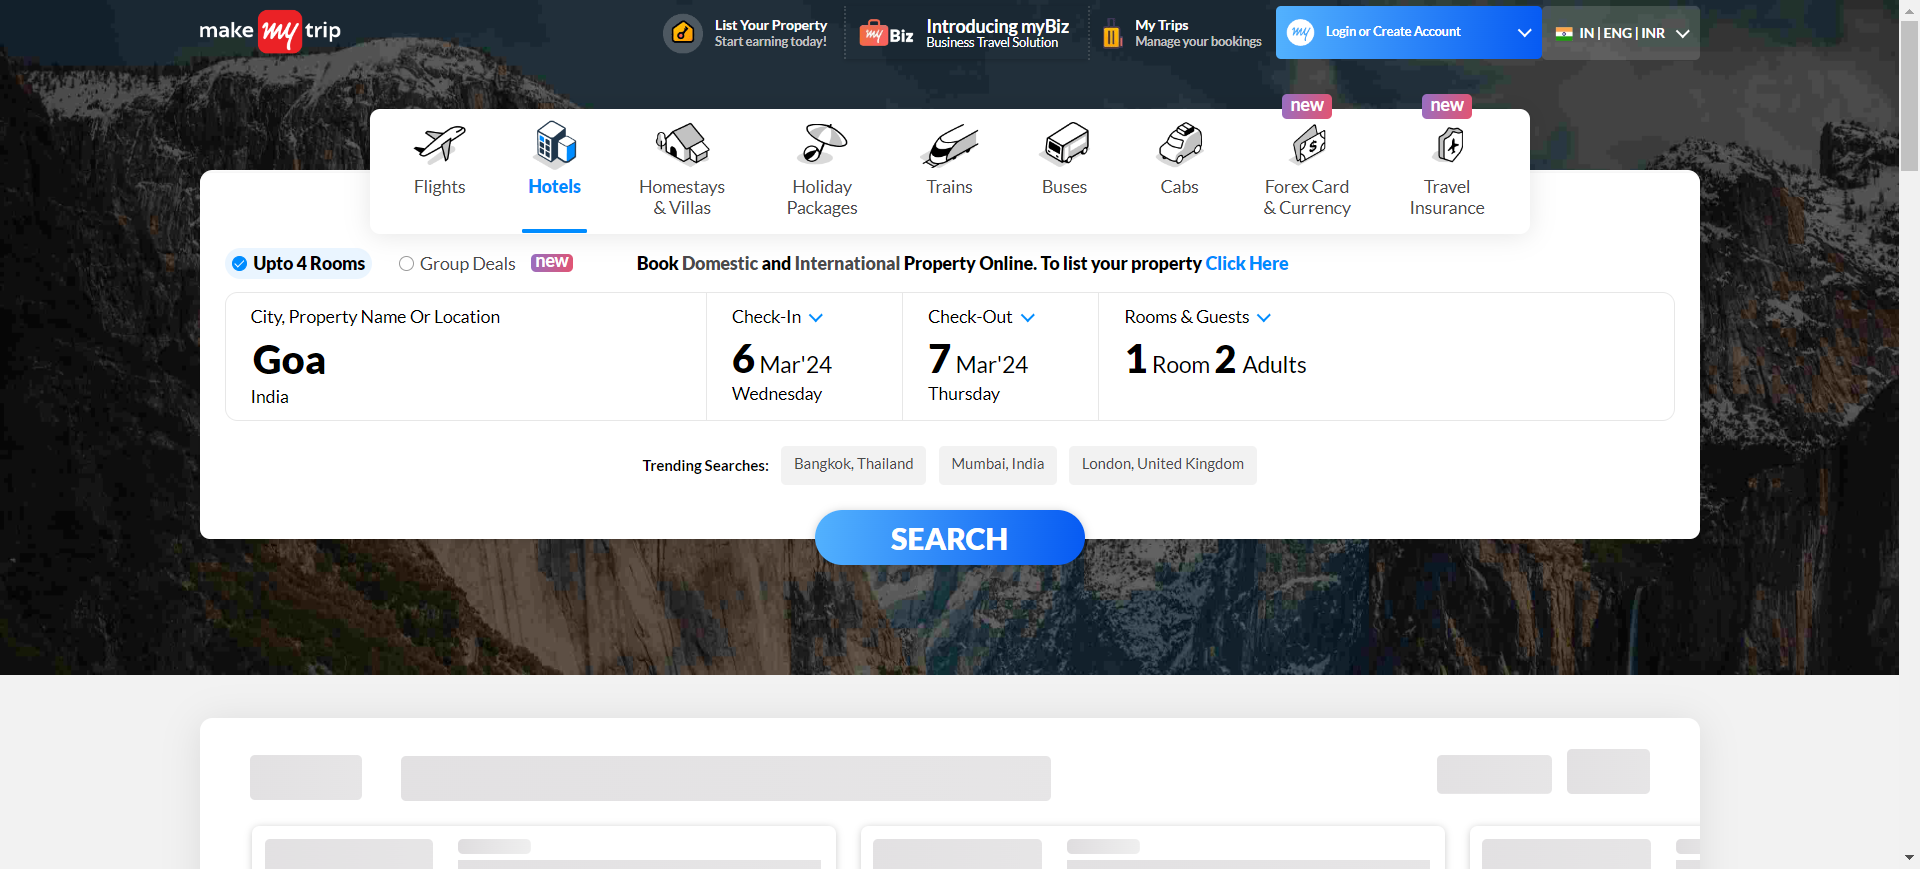 make my trip
List Your Property
Start earning today!
my Biz
Introducing myBiz
Business Travel Solution
My Trips
Manage your bookings
my
Login or Create Account
IN | ENG | INR
new
new
Flights
Hotels
Homestays
& Villas
Holiday
Packages
Trains
Buses
Cabs
Forex Card
& Currency
Travel
Insurance
Upto 4 Rooms
Group Deals
new
Book Domestic and International Property Online. To list your property Click Here
City, Property Name Or Location
Goa
India
Check-In
6 Mar'24
Wednesday
Check-Out
7 Mar'24
Thursday
Rooms & Guests
1 Room 2 Adults
Trending Searches:
Bangkok, Thailand
Mumbai, India
London, United Kingdom
SEARCH